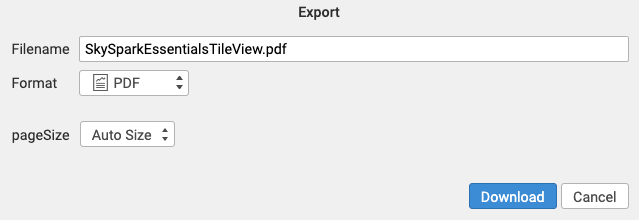 Export
Filename SkySparkEssentialsTileView.pdf
Format PDF
pageSize Auto Size
Download Cancel